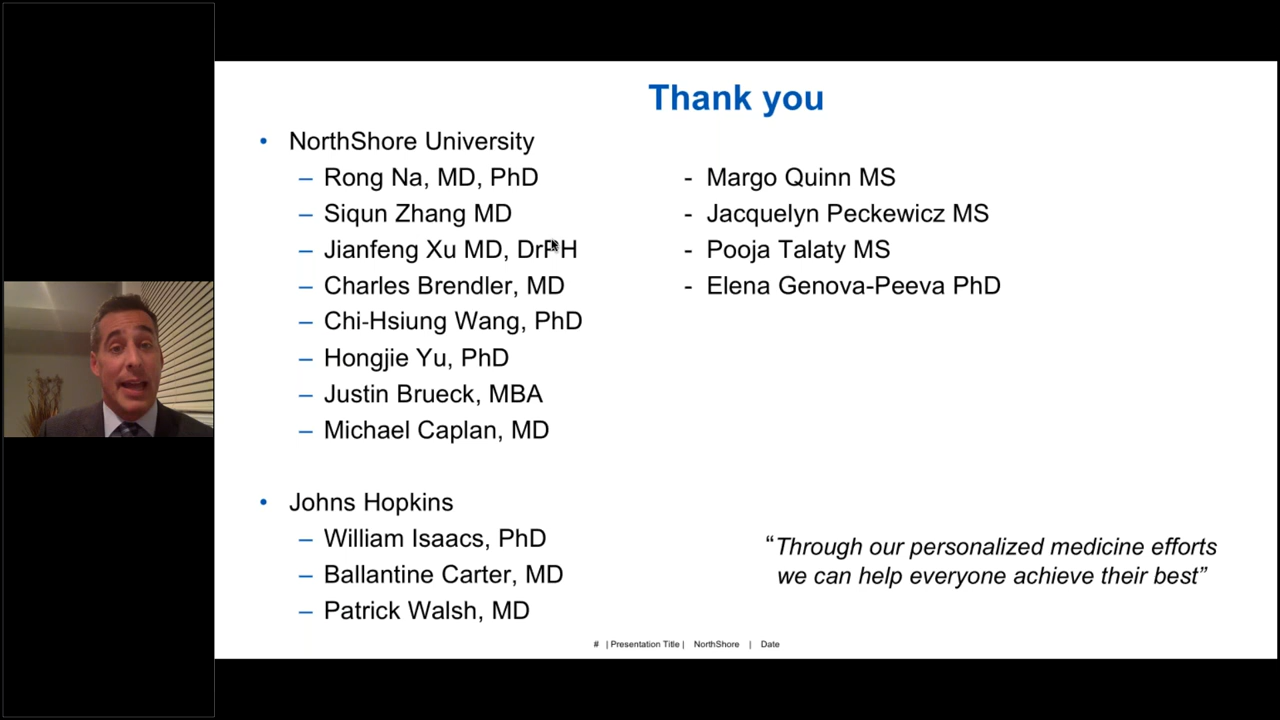 Thank you
• NorthShore University
– Rong Na, MD, PhD
– Siqun Zhang MD
– Jianfeng Xu MD, DrPH
– Charles Brendler, MD
– Chi-Hsiung Wang, PhD
– Hongjie Yu, PhD
– Justin Brueck, MBA
– Michael Caplan, MD
- Margo Quinn MS
- Jacquelyn Peckewicz MS
- Pooja Talaty MS
- Elena Genova-Peeva PhD
• Johns Hopkins
– William Isaacs, PhD
– Ballantine Carter, MD
– Patrick Walsh, MD
“Through our personalized medicine efforts
we can help everyone achieve their best”
# | Presentation Title | NorthShore | Date